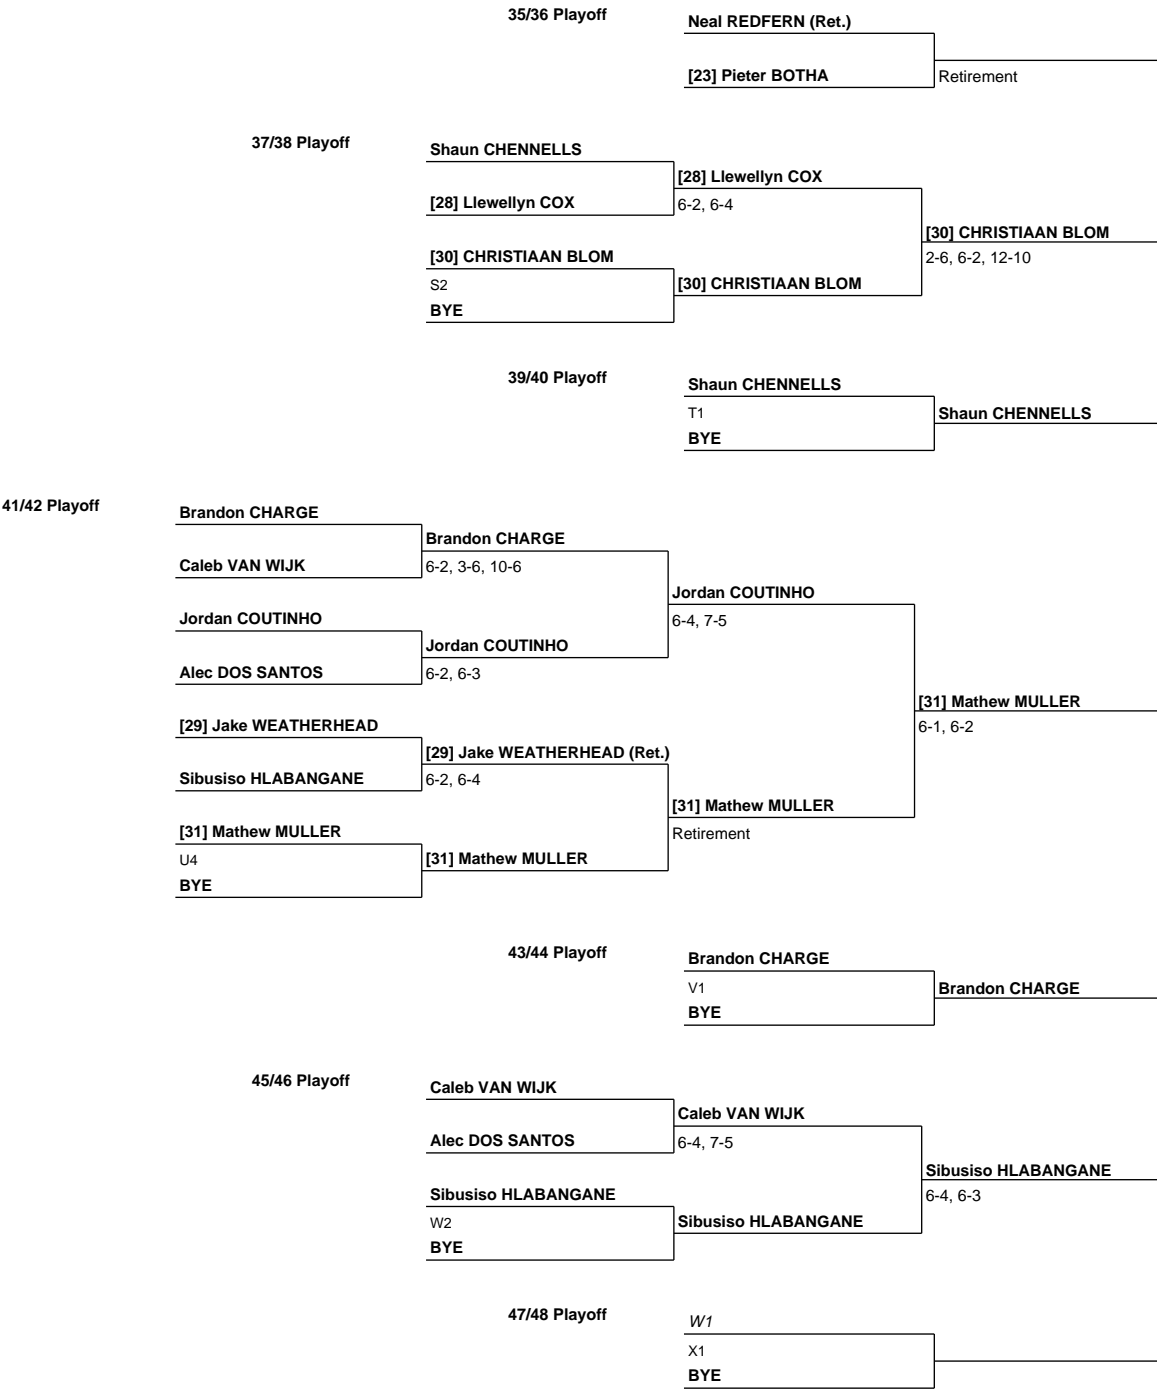 35/36 Playoff
Neal REDFERN (Ret.)
[23] Pieter BOTHA
Retirement
37/38 Playoff
Shaun CHENNELLS
[28] Llewellyn COX
[28] Llewellyn COX
6-2, 6-4
[30] CHRISTIAAN BLOM
[30] CHRISTIAAN BLOM
2-6, 6-2, 12-10
S2
[30] CHRISTIAAN BLOM
BYE
39/40 Playoff
Shaun CHENNELLS
T1
Shaun CHENNELLS
BYE
41/42 Playoff
Brandon CHARGE
Brandon CHARGE
Caleb VAN WIJK
6-2, 3-6, 10-6
Jordan COUTINHO
Jordan COUTINHO
6-4, 7-5
Jordan COUTINHO
Alec DOS SANTOS
6-2, 6-3
[31] Mathew MULLER
6-1, 6-2
[29] Jake WEATHERHEAD
[29] Jake WEATHERHEAD (Ret.)
Sibusiso HLABANGANE
6-2, 6-4
[31] Mathew MULLER
Retirement
[31] Mathew MULLER
U4
[31] Mathew MULLER
BYE
43/44 Playoff
Brandon CHARGE
V1
Brandon CHARGE
BYE
45/46 Playoff
Caleb VAN WIJK
Caleb VAN WIJK
Alec DOS SANTOS
6-4, 7-5
Sibusiso HLABANGANE
6-4, 6-3
Sibusiso HLABANGANE
W2
Sibusiso HLABANGANE
BYE
47/48 Playoff
W1
X1
BYE